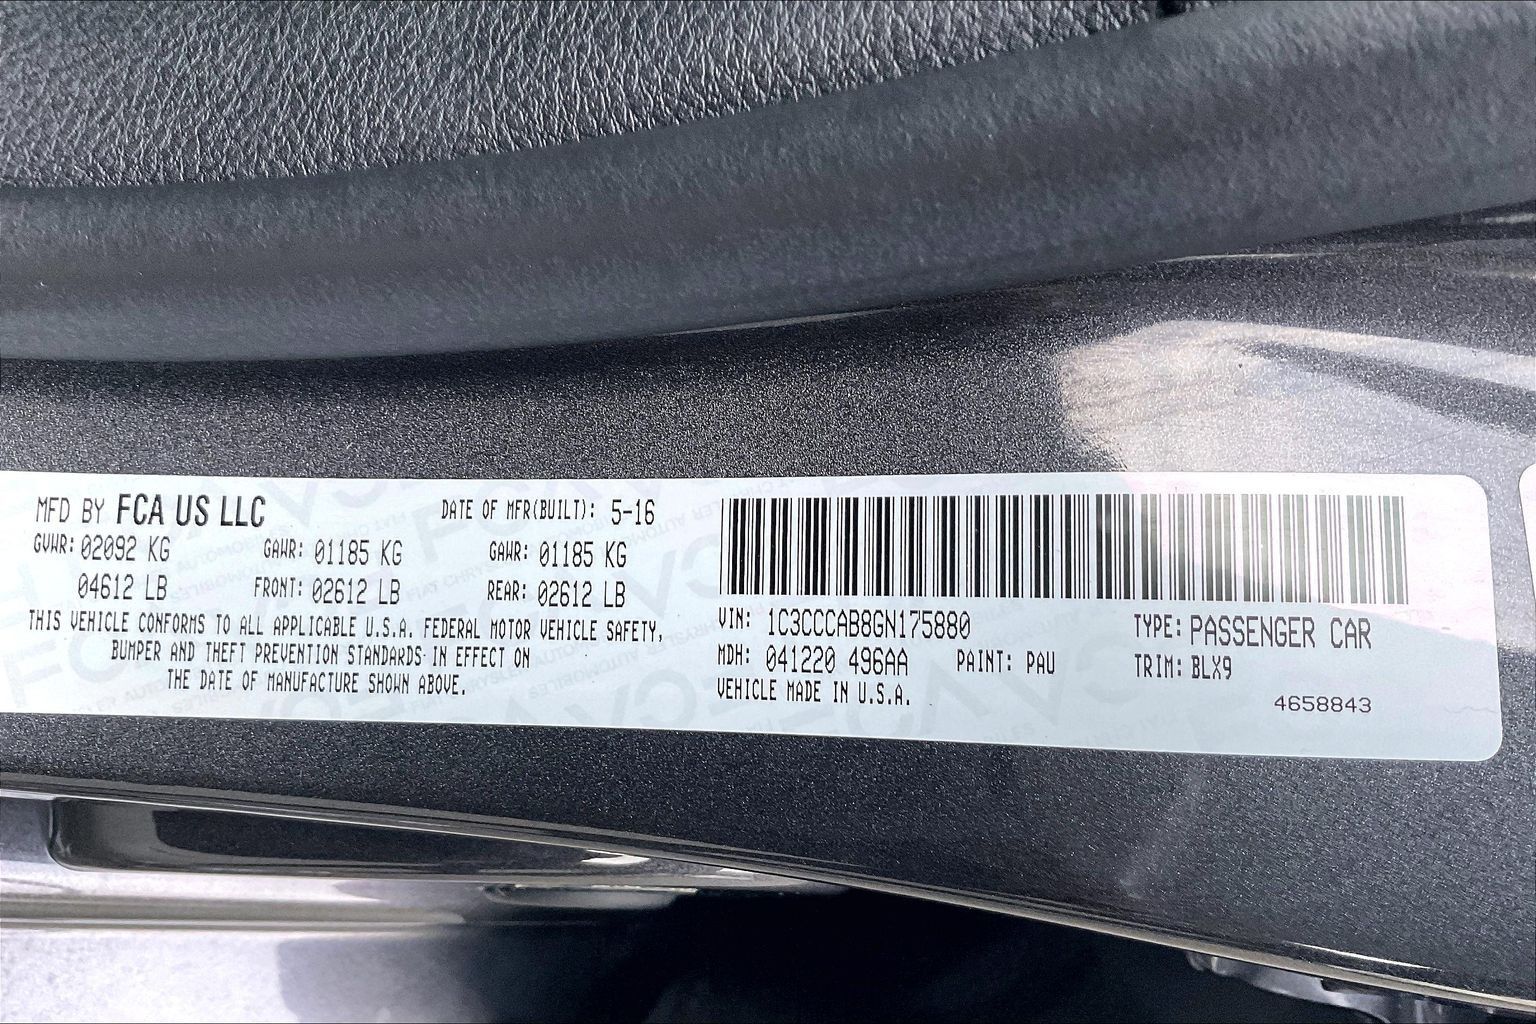 MFD BY FCA US LLC DATE OF MFR(BUILT): 5-16
GVWR: 02092 KG GAWR: 01185 KG GAWR: 01185 KG
04612 LB FRONT: 02612 LB REAR: 02612 LB
THIS VEHICLE CONFORMS TO ALL APPLICABLE U.S.A. FEDERAL MOTOR VEHICLE SAFETY,
BUMPER AND THEFT PREVENTION STANDARDS IN EFFECT ON
THE DATE OF MANUFACTURE SHOWN ABOVE.
VIN: 1C3CCCAB8GN175880 TYPE: PASSENGER CAR
MDH: 041220 496AA PAINT: PAU TRIM: BLX9
VEHICLE MADE IN U.S.A.
4658843